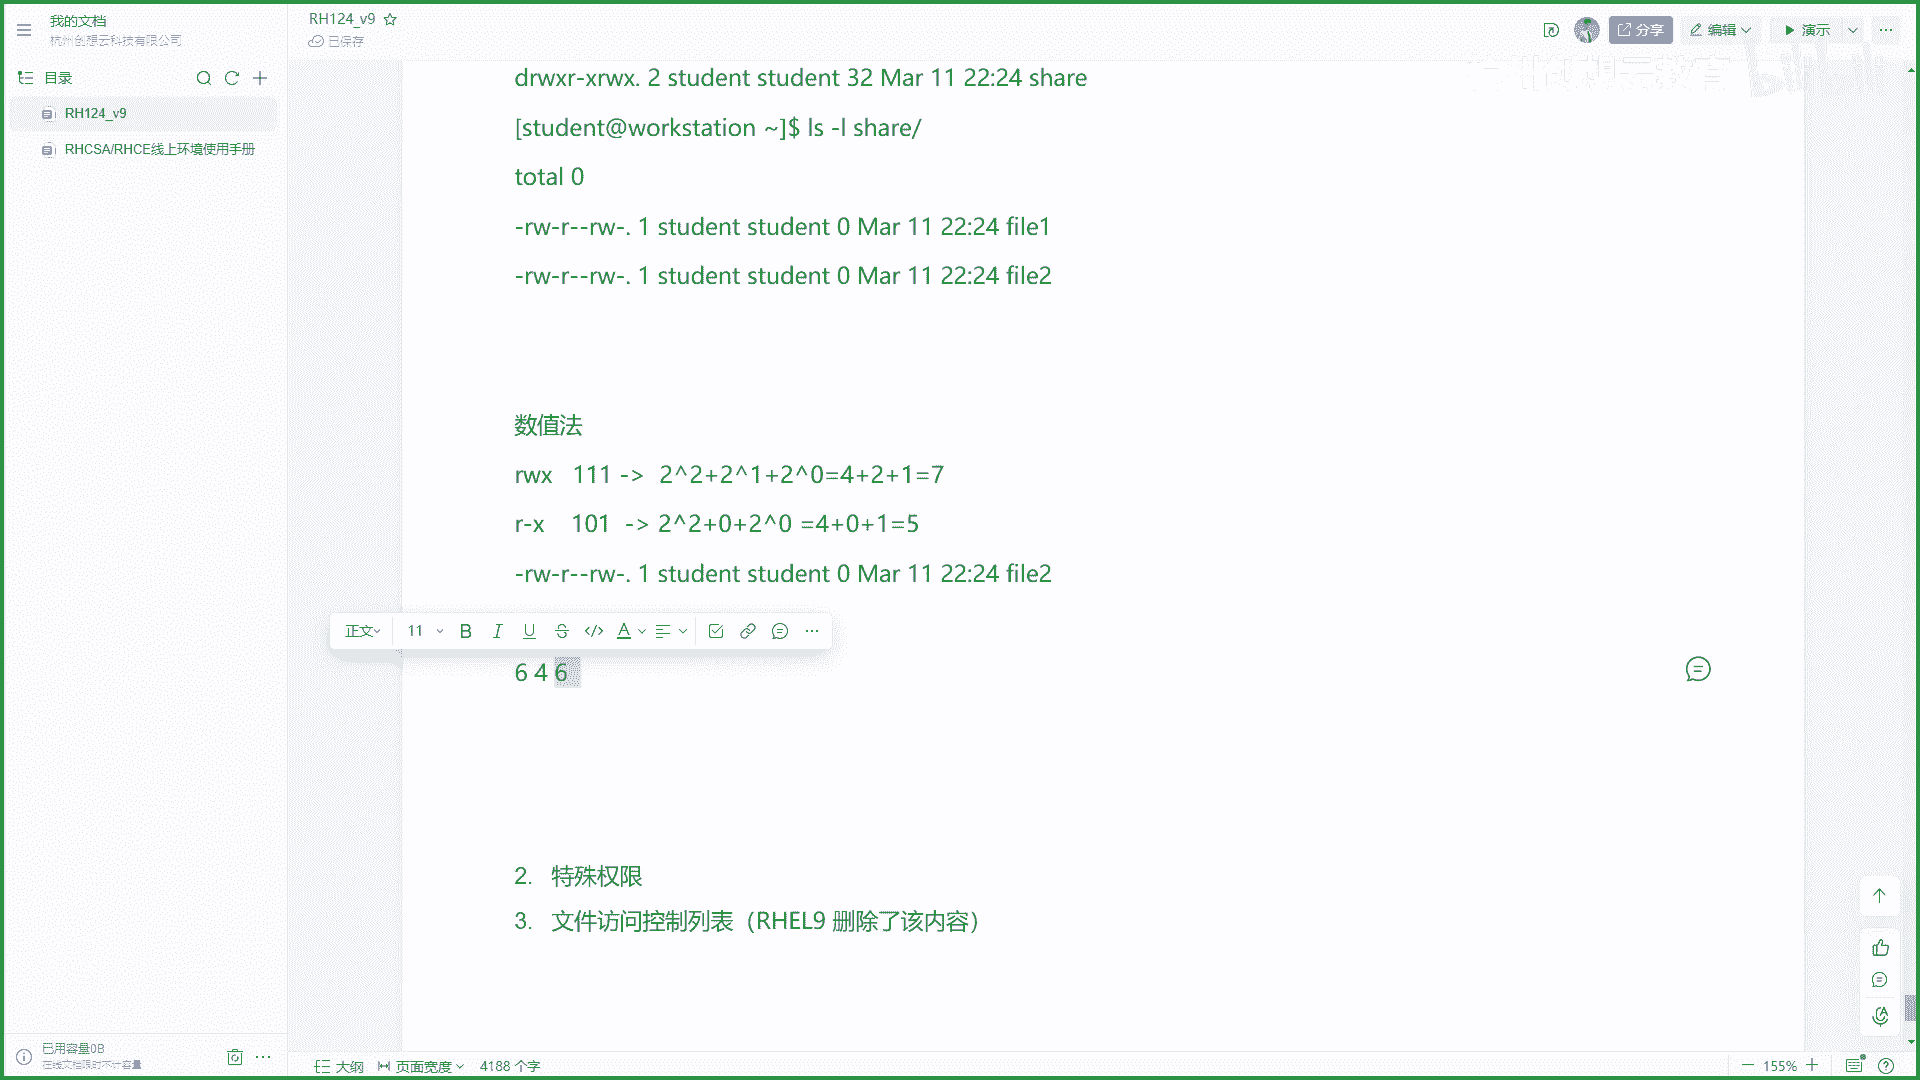 我的文档
杭州创想云科技有限公司
目录
RH124_v9
RHCSA/RHCE线上环境使用手册
RH124_v9
已保存
分享
编辑
演示
bilibili
drwxr-xrwx. 2 student student 32 Mar 11 22:24 share
[student@workstation ~]$ ls -l share/
total 0
-rw-r--rw-. 1 student student 0 Mar 11 22:24 file1
-rw-r--rw-. 1 student student 0 Mar 11 22:24 file2
数值法
rwx 111 -> 2^2+2^1+2^0=4+2+1=7
r-x 101 -> 2^2+0+2^0 =4+0+1=5
-rw-r--rw-. 1 student student 0 Mar 11 22:24 file2
正文 11 B I U S </> A
6 4 6
2. 特殊权限
3. 文件访问控制列表（RHEL9 删除了该内容）
已用容量0B
在线文档限时不计容量
大纲 页面宽度 4188 个字
155%